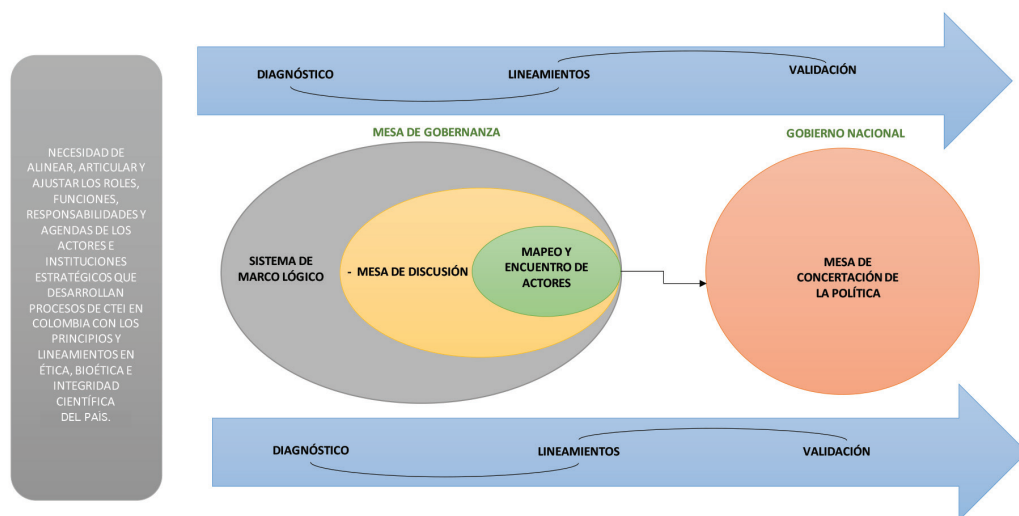 DIAGNÓSTICO
LINEAMIENTOS
VALIDACIÓN
NECESIDAD DE
ALINEAR, ARTICULAR Y
AJUSTAR LOS ROLES,
FUNCIONES,
RESPONSABILIDADES Y
AGENDAS DE LOS
ACTORES E
INSTITUCIONES
ESTRATÉGICOS QUE
DESARROLLAN
PROCESOS DE CTEI EN
COLOMBIA CON LOS
PRINCIPIOS Y
LINEAMIENTOS EN
ÉTICA, BIOÉTICA E
INTEGRIDAD
CIENTÍFICA
DEL PAÍS.
MESA DE GOBERNANZA
SISTEMA DE
MARCO LÓGICO
- MESA DE DISCUSIÓN
MAPEO Y
ENCUENTRO DE
ACTORES
GOBIERNO NACIONAL
MESA DE
CONCERTACIÓN DE
LA POLÍTICA
DIAGNÓSTICO
LINEAMIENTOS
VALIDACIÓN